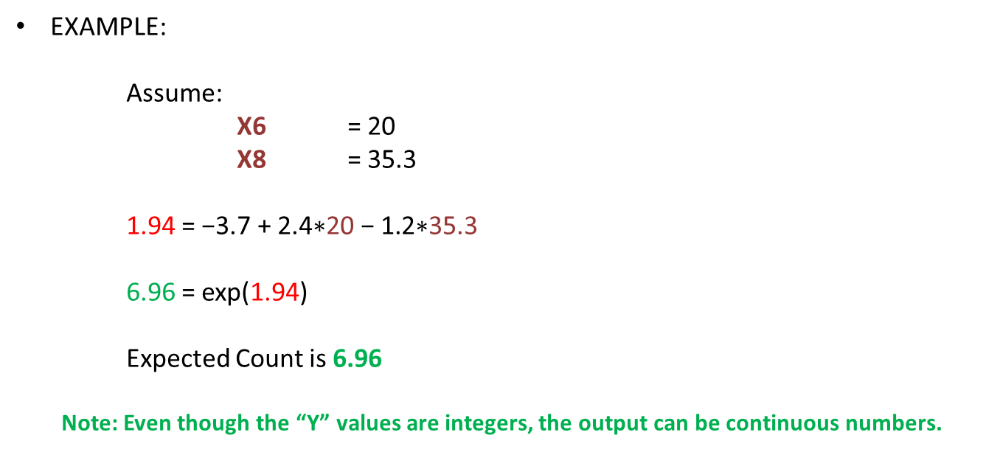 • EXAMPLE:
Assume:
X6 = 20
X8 = 35.3
1.94 = −3.7 + 2.4*20 − 1.2*35.3
6.96 = exp(1.94)
Expected Count is 6.96
Note: Even though the “Y” values are integers, the output can be continuous numbers.